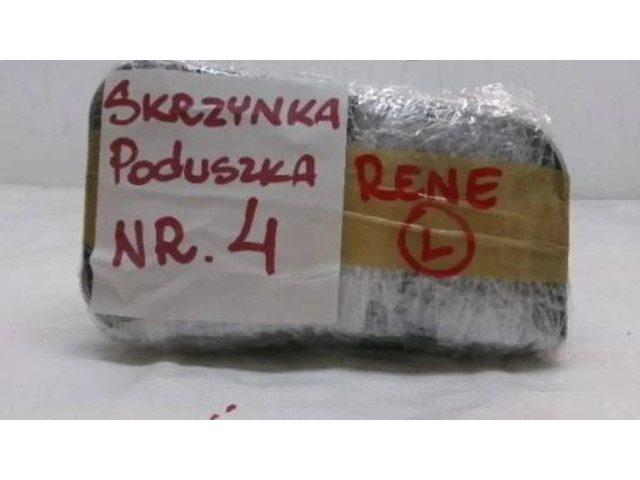 SKRZYNKA
PODUSZKA
NR. 4
RENE
L